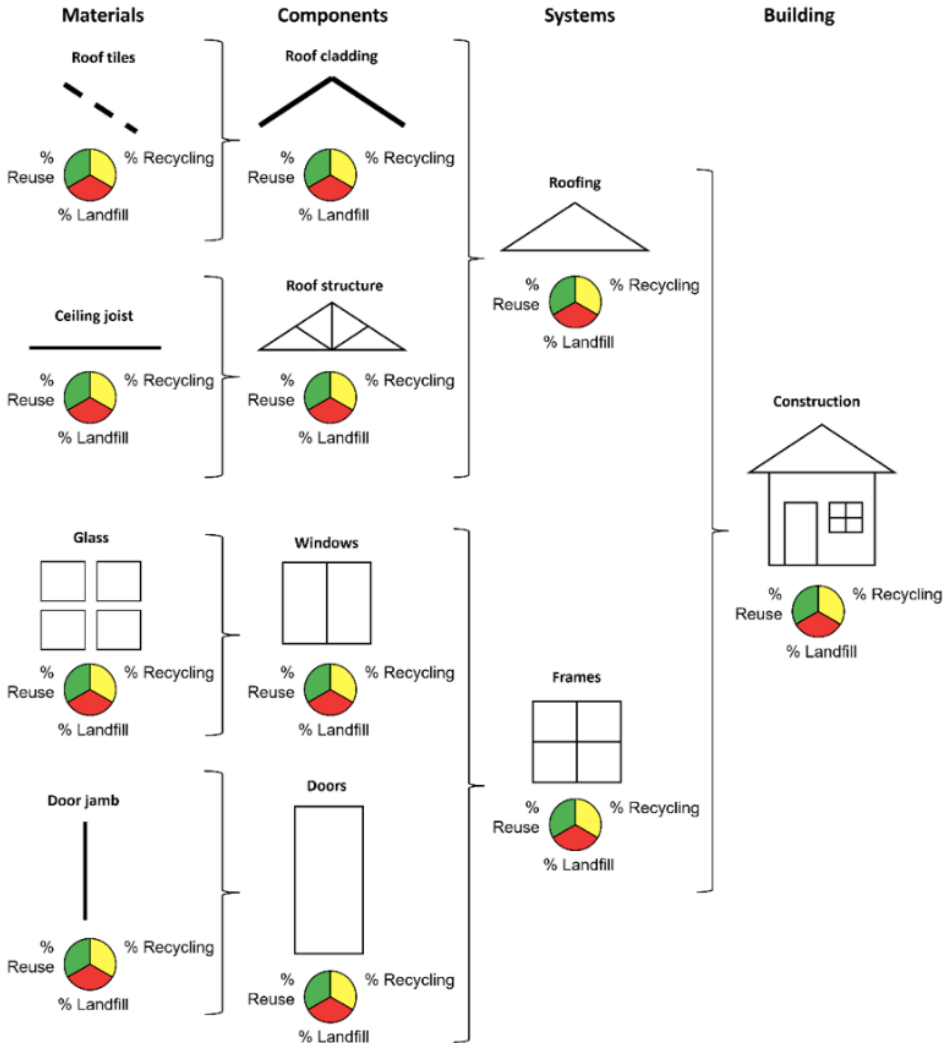 Materials
Components
Systems
Building
Roof tiles
%
Reuse
% Recycling
% Landfill
Roof cladding
%
Reuse
% Recycling
% Landfill
Roofing
%
Reuse
% Recycling
% Landfill
Ceiling joist
%
Reuse
% Recycling
% Landfill
Roof structure
%
Reuse
% Recycling
% Landfill
Construction
%
Reuse
% Recycling
% Landfill
Glass
%
Reuse
% Recycling
% Landfill
Windows
%
Reuse
% Recycling
% Landfill
Frames
%
Reuse
% Recycling
% Landfill
Door jamb
%
Reuse
% Recycling
% Landfill
Doors
%
Reuse
% Recycling
% Landfill